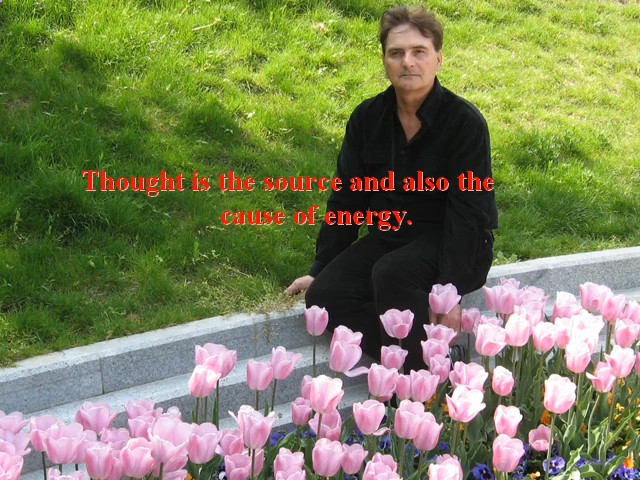 Thought is the source and also the
cause of energy.